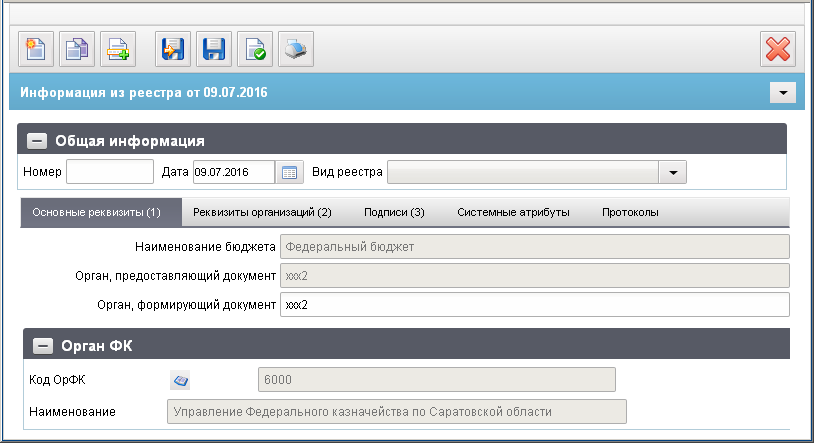 Информация из реестра от 09.07.2016
Общая информация
Номер Дата 09.07.2016 Вид реестра
Основные реквизиты (1) Реквизиты организаций (2) Подписи (3) Системные атрибуты Протоколы
Наименование бюджета Федеральный бюджет
Орган, предоставляющий документ xxx2
Орган, формирующий документ xxx2
Орган ФК
Код ОрФК 6000
Наименование Управление Федерального казначейства по Саратовской области